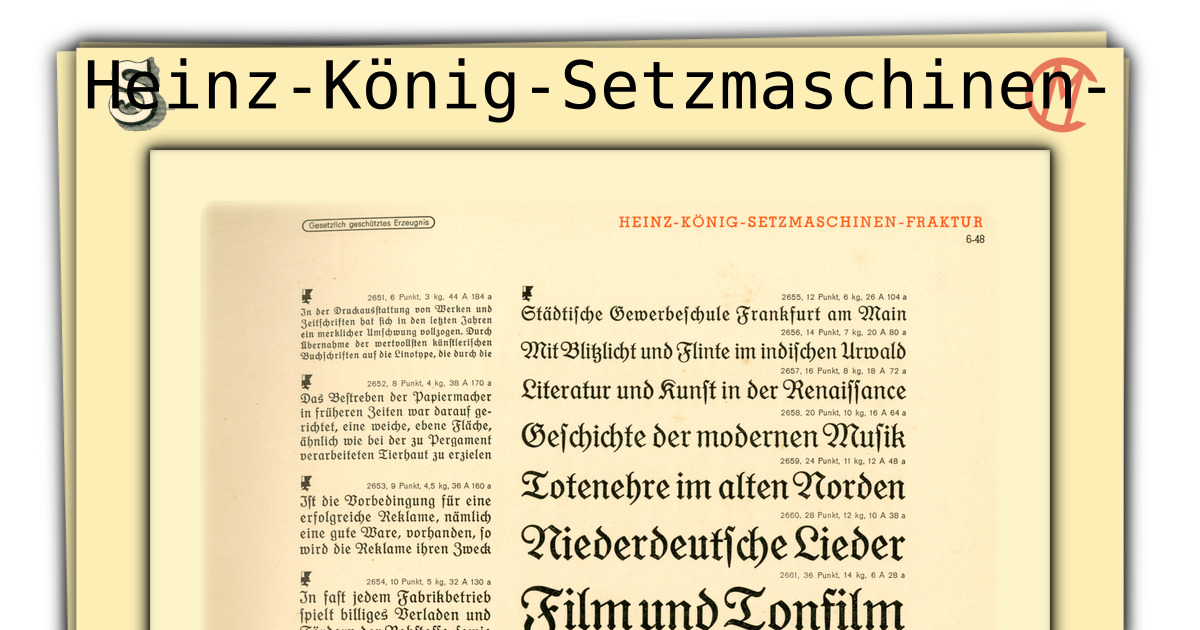 Heinz-König-Setzmaschinen-
Gesetzlich geschütztes Erzeugnis
HEINZ-KÖNIG-SETZMASCHINEN-FRAKTUR
6-48
2651, 6 Punkt, 3 kg, 44 A 184 a
In der Druckausſtattung von Werken und
Zeitſchriften hat ſich in den letzten Jahren
ein merklicher Umſchwung vollzogen. Durch
Übernahme der wertvollſten künſtleriſchen
Buchſchriften auf die Linotype, die durch die
2652, 8 Punkt, 4 kg, 38 A 170 a
Das Beſtreben der Papiermacher
in früheren Zeiten war darauf ge-
richtet, eine weiche, ebene Fläche,
ähnlich wie bei der zu Pergament
verarbeiteten Tierhaut zu erzielen
2653, 9 Punkt, 4,5 kg, 36 A 160 a
Iſt die Vorbedingung für eine
erfolgreiche Reklame, nämlich
eine gute Ware, vorhanden, ſo
wird die Reklame ihren Zweck
2654, 10 Punkt, 5 kg, 32 A 130 a
In faſt jedem Fabrikbetrieb
ſpielt billiges Verladen und
2655, 12 Punkt, 6 kg, 26 A 104 a
Städtiſche Gewerbeſchule Frankfurt am Main
2656, 14 Punkt, 7 kg, 20 A 80 a
Mit Blitzlicht und Flinte im indiſchen Urwald
2657, 16 Punkt, 8 kg, 18 A 72 a
Literatur und Kunſt in der Renaiſſance
2658, 20 Punkt, 10 kg, 16 A 64 a
Geſchichte der modernen Muſik
2659, 24 Punkt, 11 kg, 12 A 48 a
Totenehre im alten Norden
2660, 28 Punkt, 12 kg, 10 A 38 a
Niederdeutſche Lieder
2661, 36 Punkt, 14 kg, 6 A 28 a
Film und Tonfilm